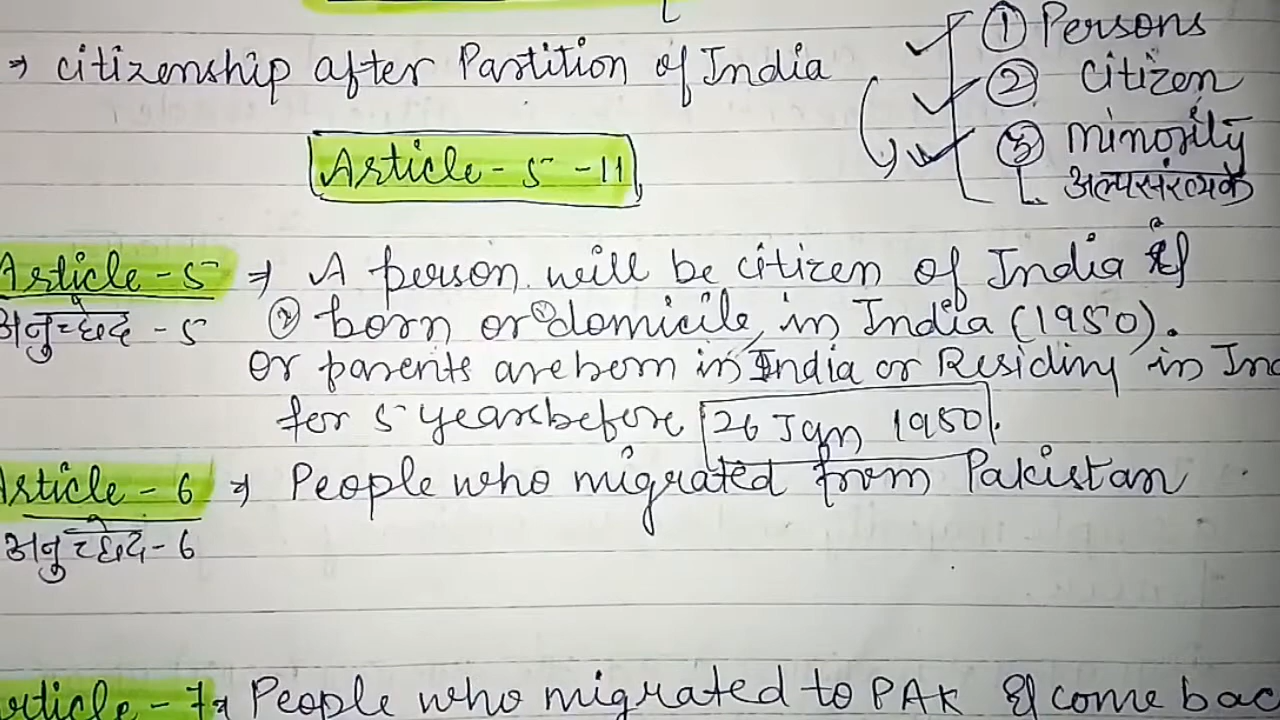 ⇒ citizenship after Partition of India
① Persons
② citizen
③ minority
अल्पसंख्यक
Article - 5 - 11
Article - 5 ⇒ A person will be citizen of India if
अनुच्छेद - 5 ② born or ① domiciled in India (1950).
Or parents are born in India or Residing in Ind
for 5 years before 26 Jan 1950.
Article - 6 ⇒ People who migrated from Pakistan
अनुच्छेद - 6
Article - 7 ⇒ People who migrated to PAK & come bac